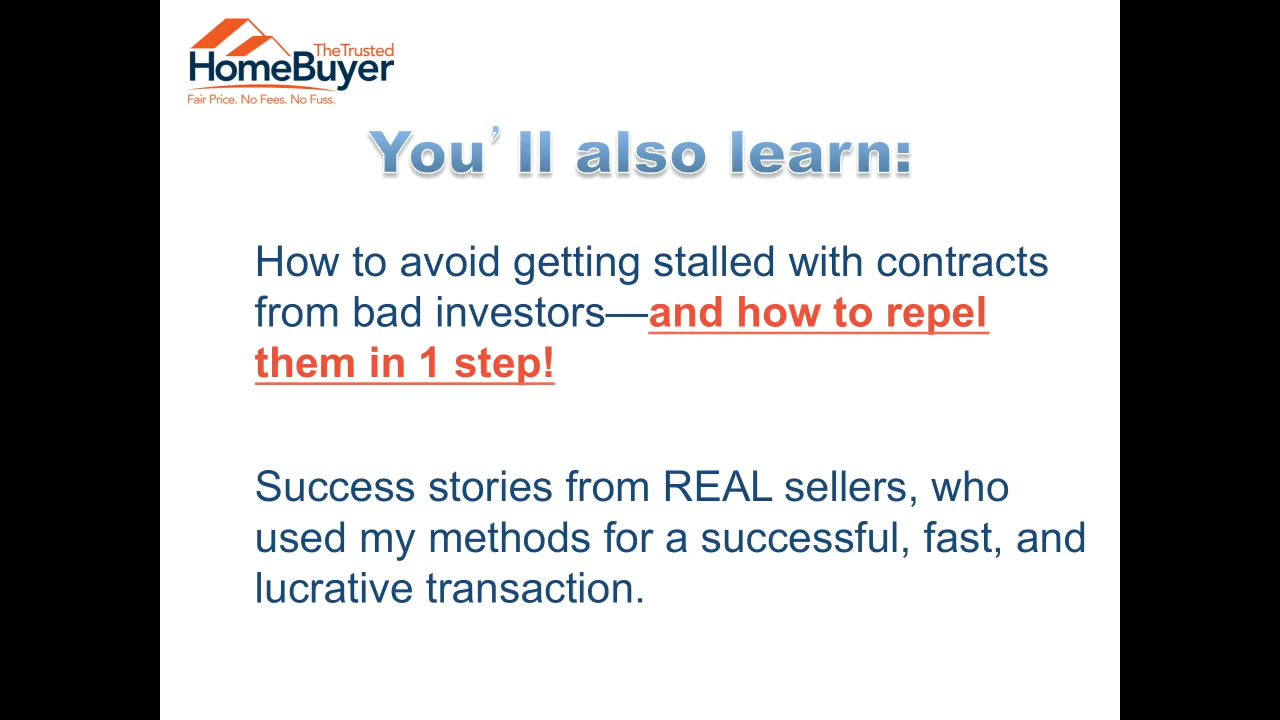 TheTrusted
HomeBuyer
Fair Price. No Fees. No Fuss.
You’ll also learn:
How to avoid getting stalled with contracts
from bad investors—and how to repel
them in 1 step!
Success stories from REAL sellers, who
used my methods for a successful, fast, and
lucrative transaction.